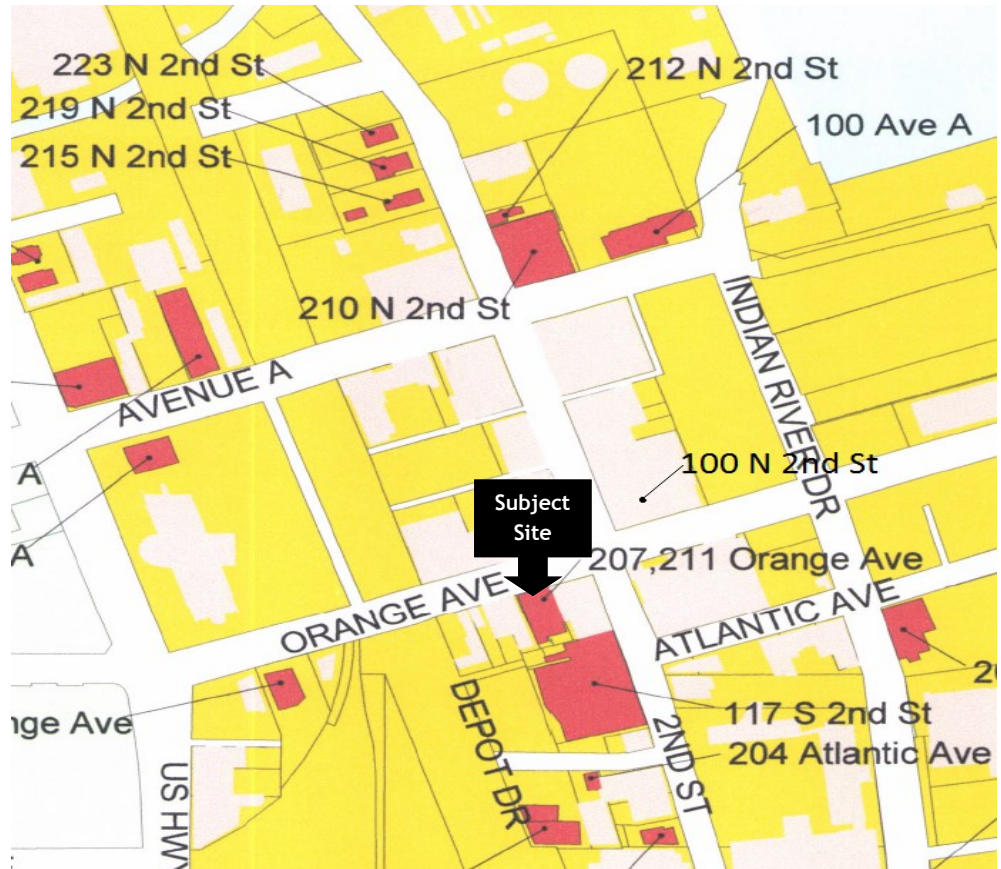 223 N 2nd St
212 N 2nd St
219 N 2nd St
100 Ave A
215 N 2nd St
210 N 2nd St
INDIAN RIVER DR
AVENUE A
100 N 2nd St
A
Subject
Site
A
207,211 Orange Ave
ORANGE AVE
ATLANTIC AVE
20
nge Ave
DEPOT DR
117 S 2nd St
2ND ST
204 Atlantic Ave
US HWY